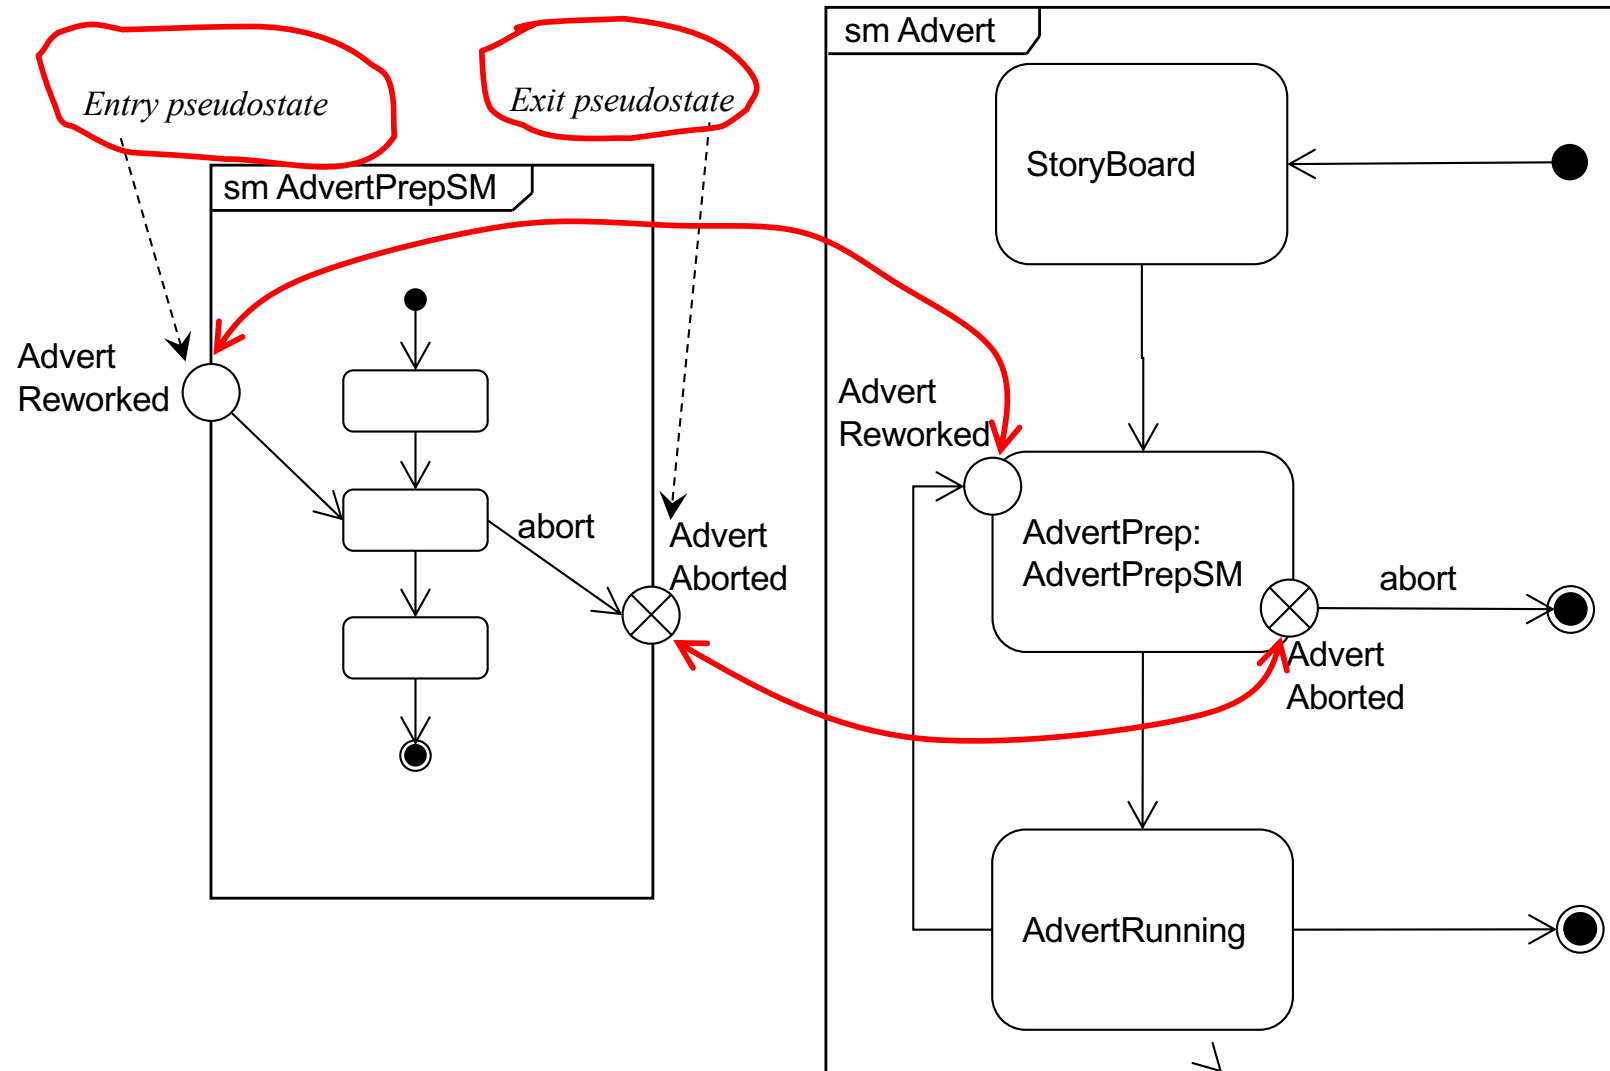 Entry pseudostate
Exit pseudostate
sm AdvertPrepSM
Advert
Reworked
abort
Advert
Aborted
sm Advert
StoryBoard
Advert
Reworked
AdvertPrep:
AdvertPrepSM
abort
Advert
Aborted
AdvertRunning